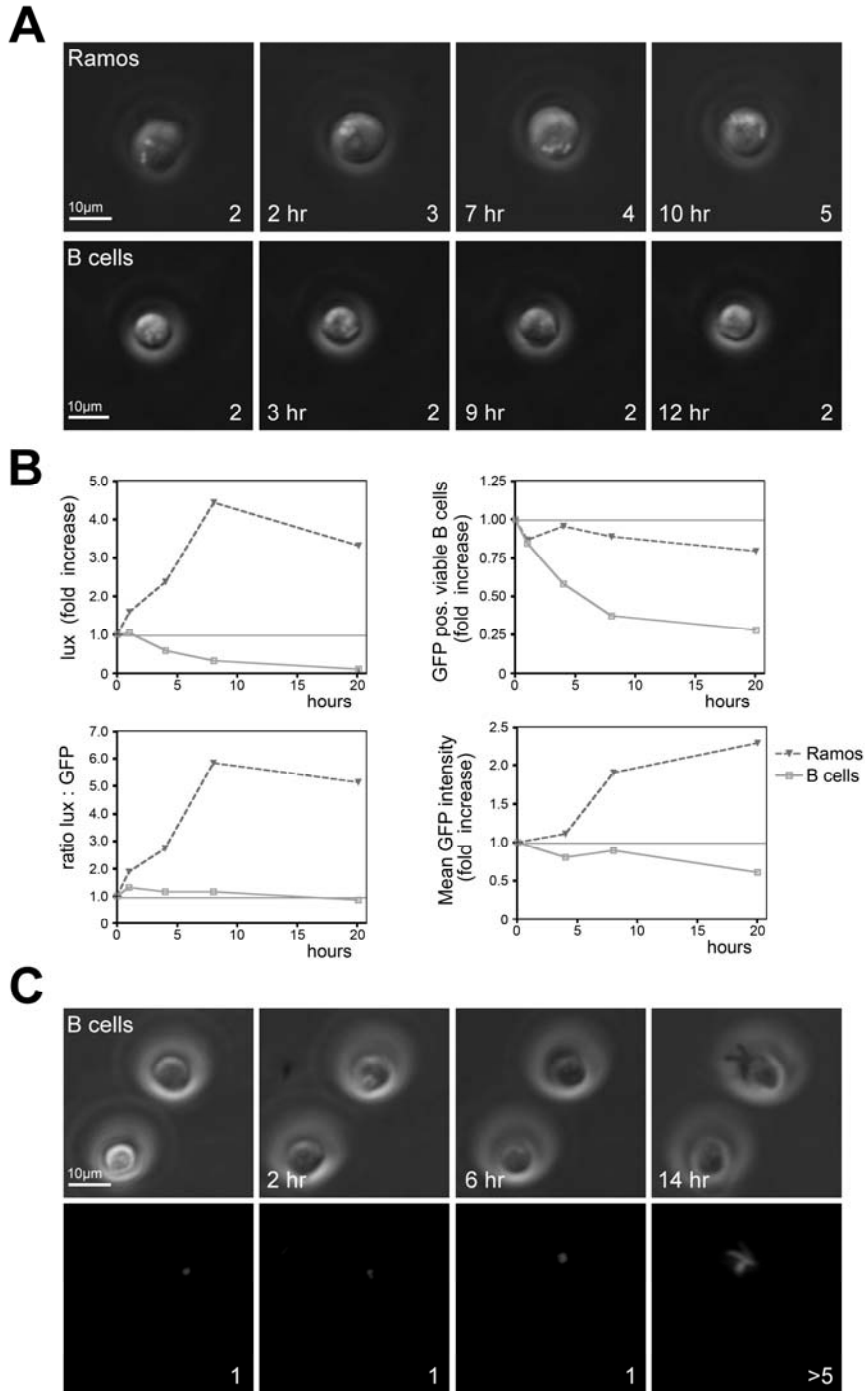 A
Ramos
10µm
2
2 hr
3
7 hr
4
10 hr
5
B cells
10µm
2
3 hr
2
9 hr
2
12 hr
2
B
lux (fold increase)
5.0
4.0
3.0
2.0
1.0
0
0
5
10
15
20
hours
GFP pos. viable B cells
(fold increase)
1.25
1.00
0.75
0.50
0.25
0
5
10
15
20
hours
ratio lux : GFP
7.0
6.0
5.0
4.0
3.0
2.0
1.0
0
0
5
10
15
20
hours
Mean GFP intensity
(fold increase)
2.5
2.0
1.5
1.0
0.5
0
0
5
10
15
20
hours
Ramos
B cells
C
B cells
10µm
2 hr
6 hr
14 hr
1
1
1
>5